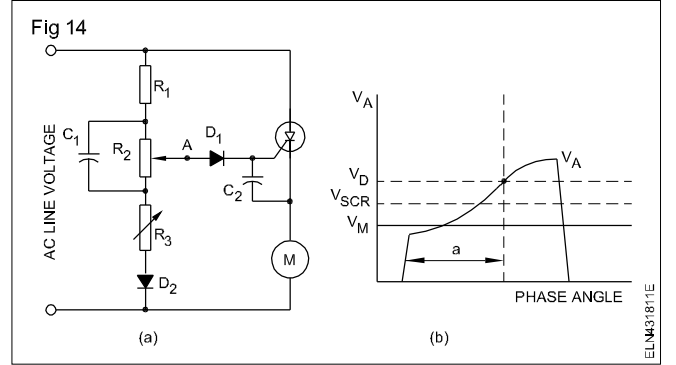 Fig 14
AC LINE VOLTAGE
R1
C1
R2
A
D1
C2
R3
D2
M
(a)
VA
VD
VSCR
VM
VA
a
PHASE ANGLE
(b)
ELN431811E